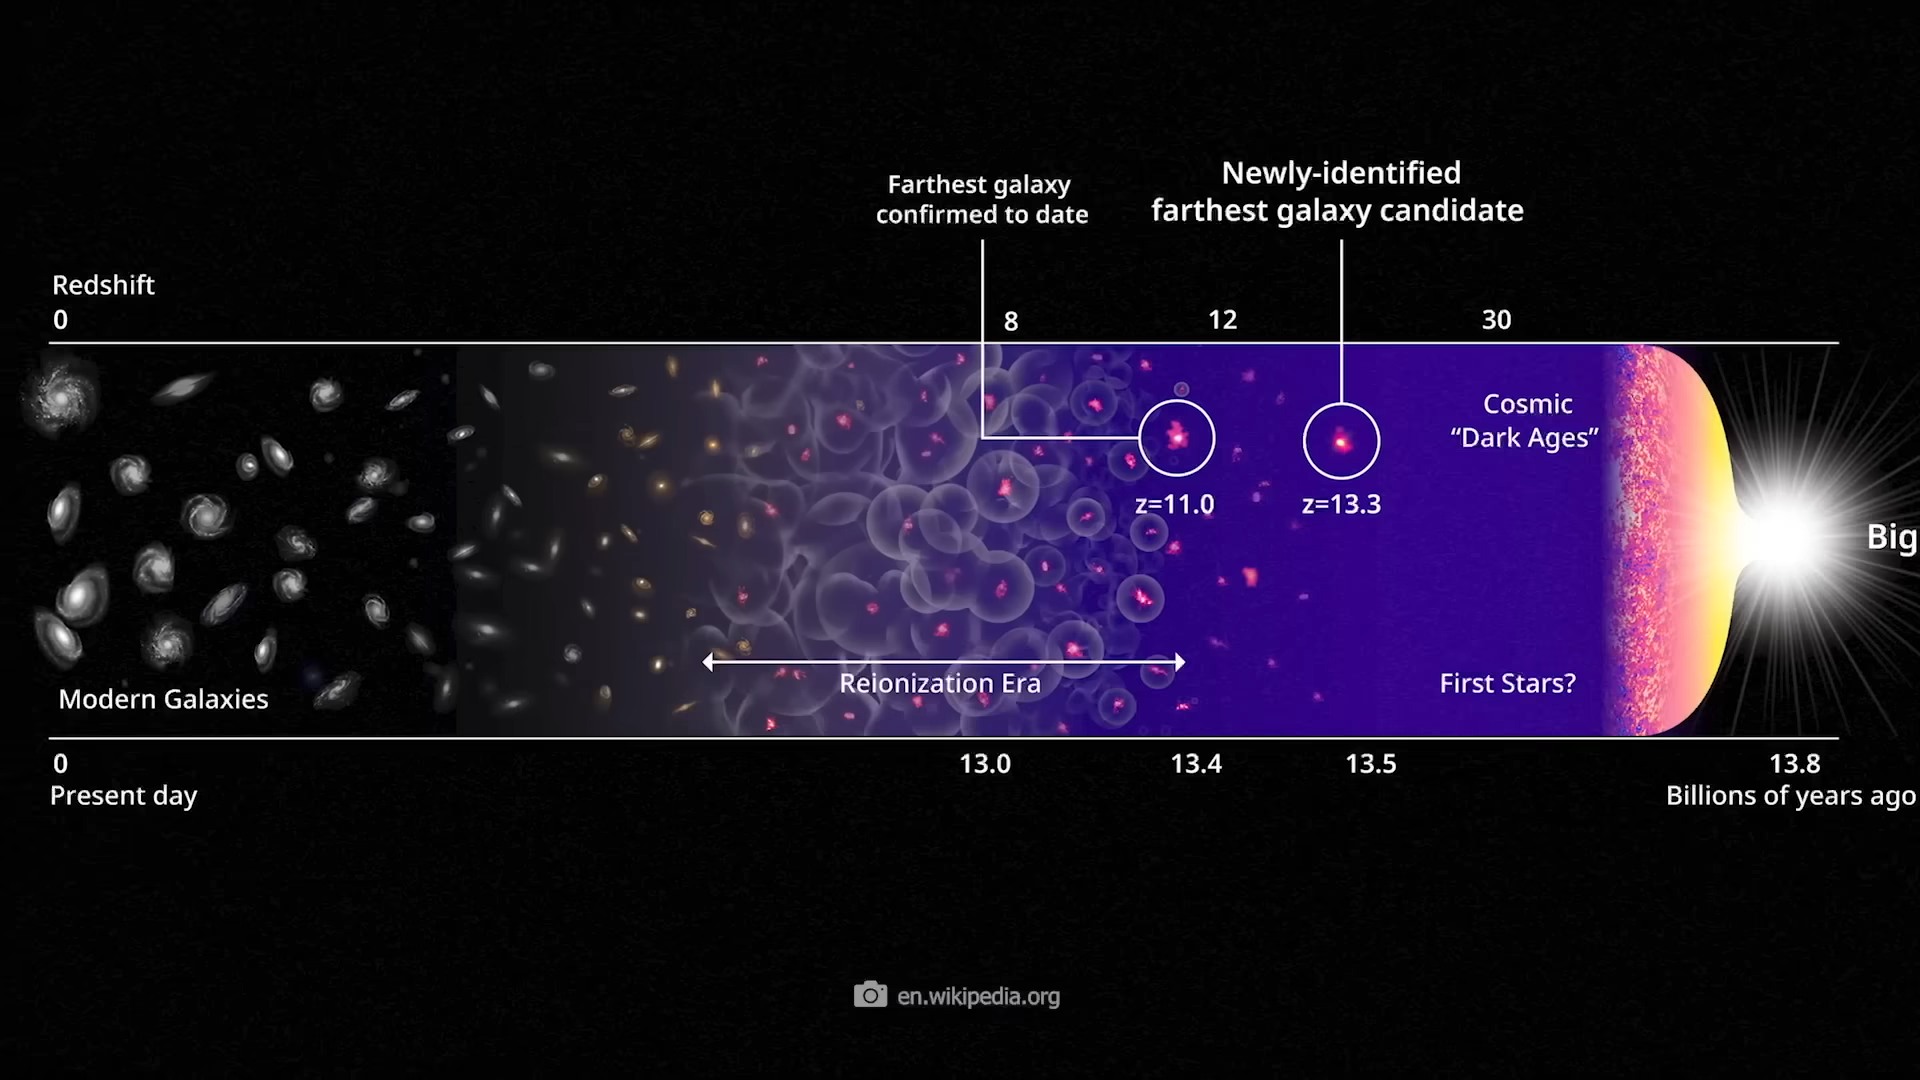 Farthest galaxy
confirmed to date
Newly-identified
farthest galaxy candidate
Redshift
0
8
12
30
Cosmic
“Dark Ages”
z=11.0
z=13.3
Big
Reionization Era
First Stars?
Modern Galaxies
0
13.0
13.4
13.5
13.8
Present day
Billions of years ago
en.wikipedia.org